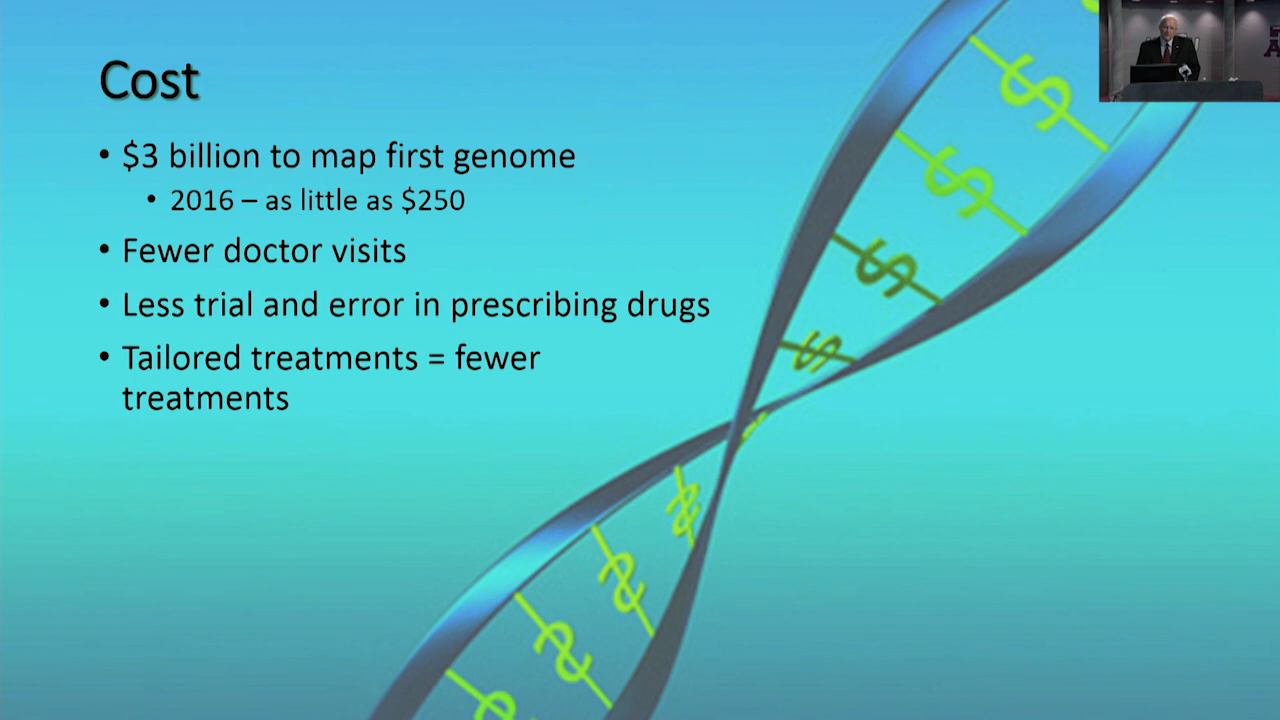 Cost
• $3 billion to map first genome
• 2016 – as little as $250
• Fewer doctor visits
• Less trial and error in prescribing drugs
• Tailored treatments = fewer
treatments
$
$
$
$
$
$
$
$